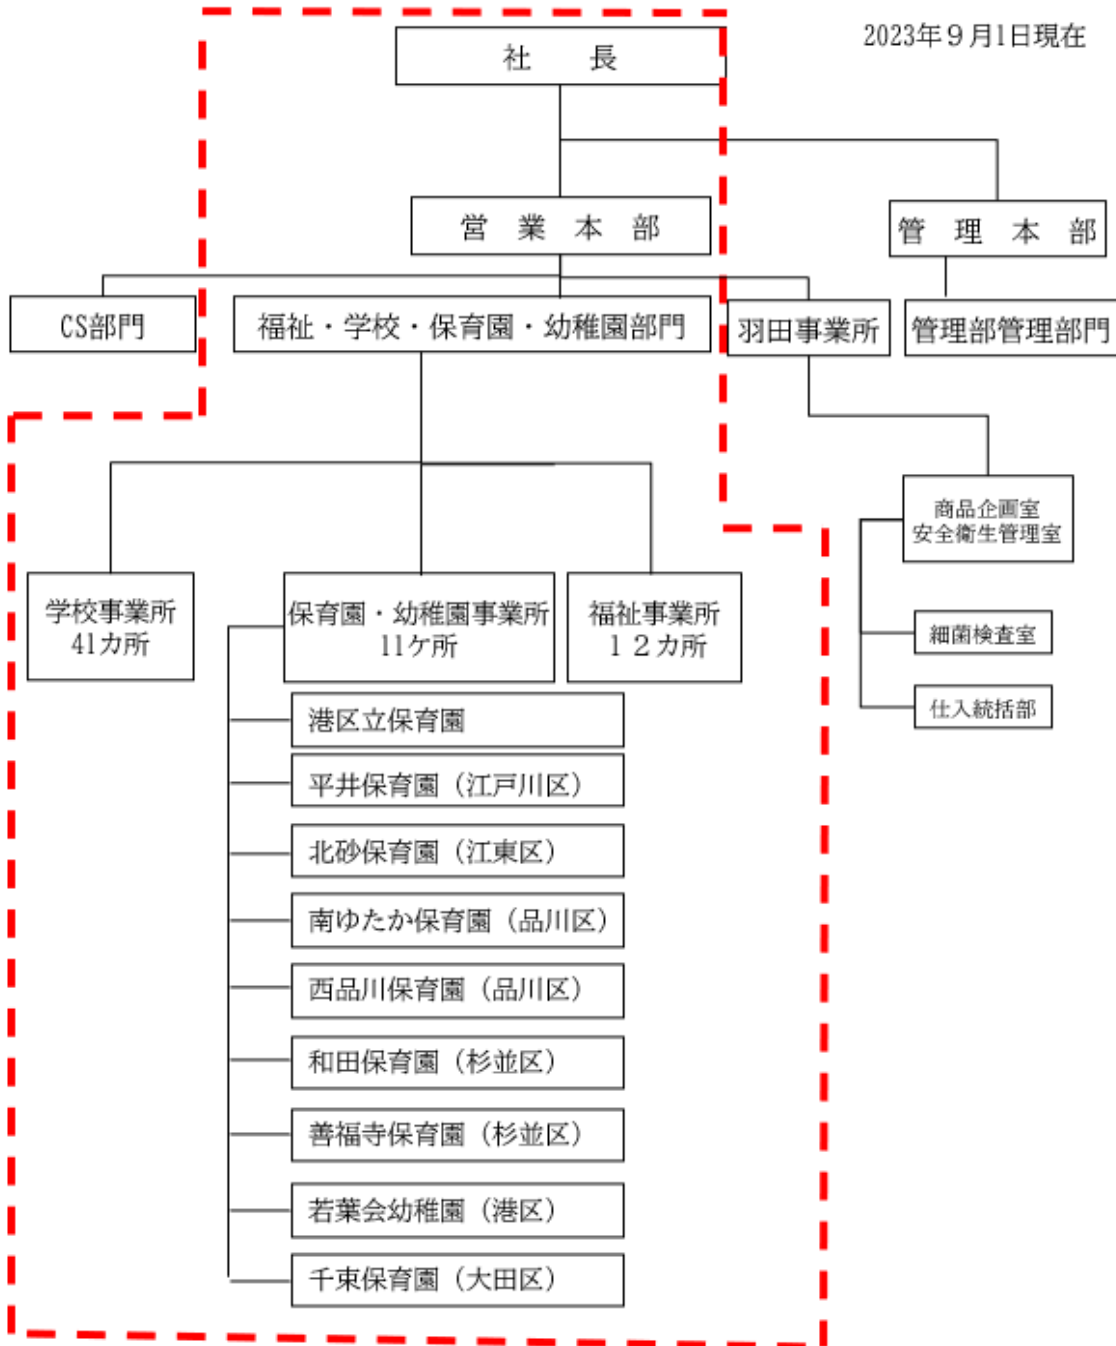 2023年９月1日現在
社　長
営業本部
管理本部
CS部門
福祉・学校・保育園・幼稚園部門
羽田事業所
管理部管理部門
商品企画室
安全衛生管理室
学校事業所
41カ所
保育園・幼稚園事業所
11ケ所
福祉事業所
１２カ所
細菌検査室
仕入統括部
港区立保育園
平井保育園（江戸川区）
北砂保育園（江東区）
南ゆたか保育園（品川区）
西品川保育園（品川区）
和田保育園（杉並区）
善福寺保育園（杉並区）
若葉会幼稚園（港区）
千束保育園（大田区）